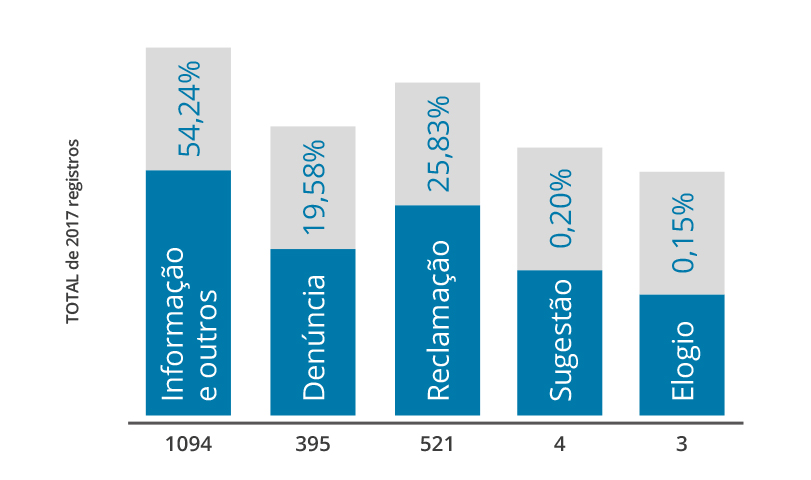 TOTAL de 2017 registros
54,24%
Informação
e outros
1094
19,58%
Denúncia
395
25,83%
Reclamação
521
0,20%
Sugestão
4
0,15%
Elogio
3